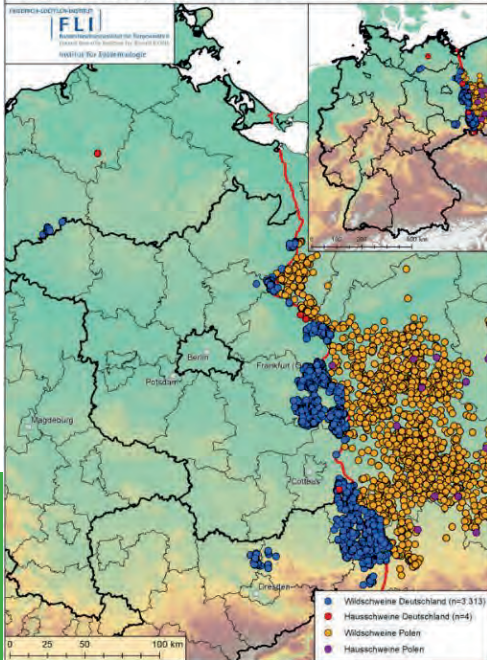 FRIEDRICH-LOEFFLER-INSTITUT
FLI
Bundesforschungsinstitut für Tiergesundheit
Federal Research Institute for Animal Health
Institut für Epidemiologie
500 km
Berlin
Potsdam
Frankfurt
Magdeburg
Cottbus
Dresden
0 25 50 100 km
Wildschweine Deutschland (n=3.313)
Hausschweine Deutschland (n=4)
Wildschweine Polen
Hausschweine Polen